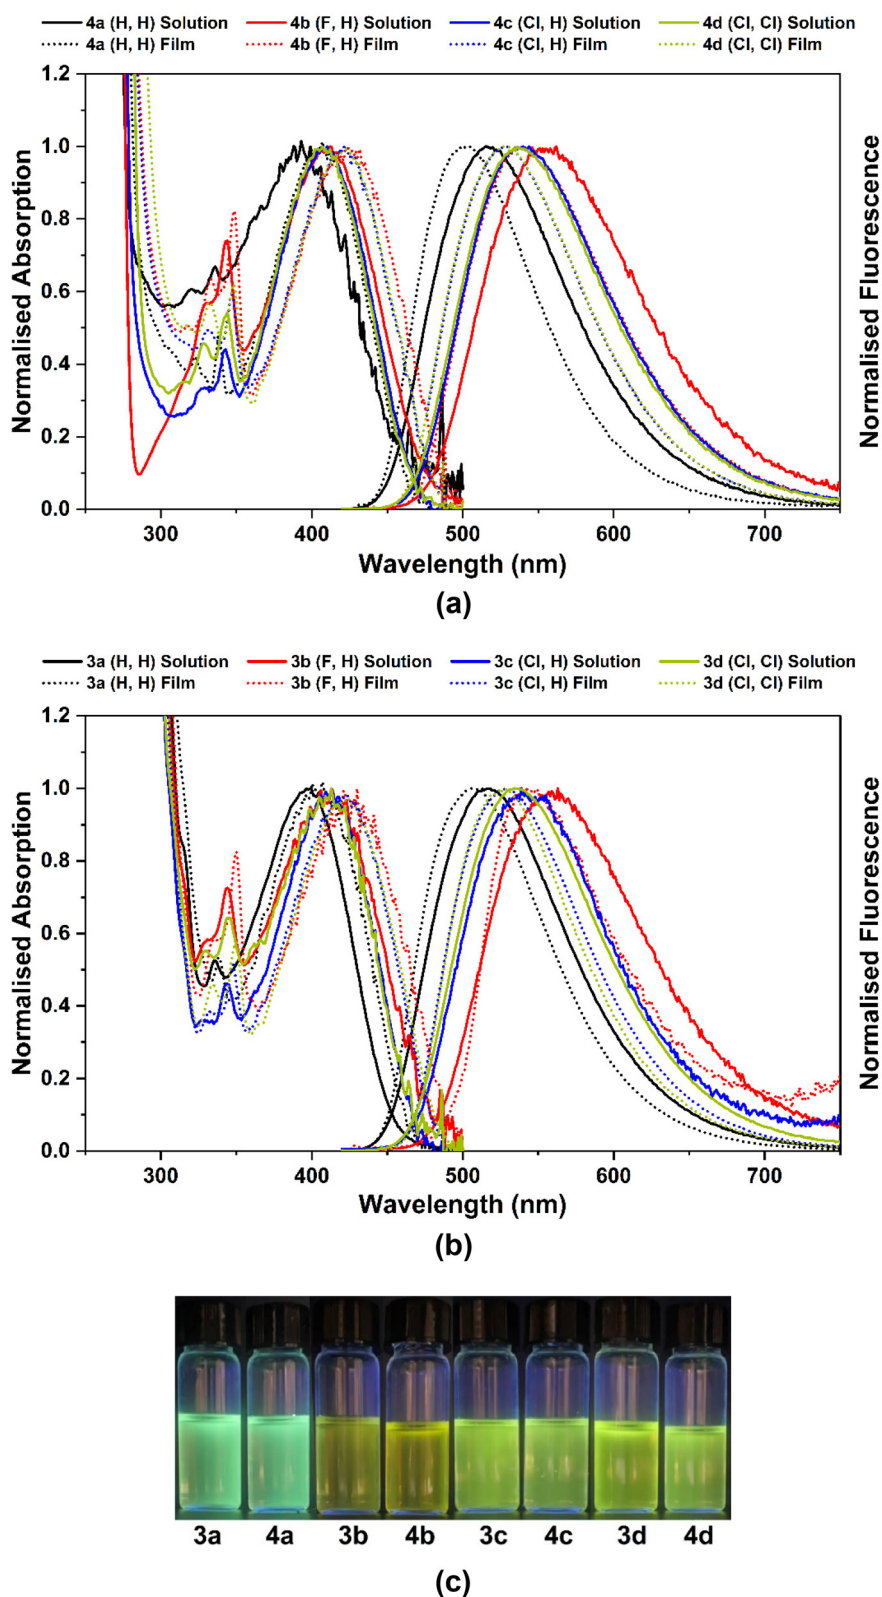 4a (H, H) Solution 4b (F, H) Solution 4c (Cl, H) Solution 4d (Cl, Cl) Solution
4a (H, H) Film 4b (F, H) Film 4c (Cl, H) Film 4d (Cl, Cl) Film
Normalised Absorption
1.2
1.0
0.8
0.6
0.4
0.2
0.0
300 400 500 600 700
Wavelength (nm)
Normalised Fluorescence
(a)
3a (H, H) Solution 3b (F, H) Solution 3c (Cl, H) Solution 3d (Cl, Cl) Solution
3a (H, H) Film 3b (F, H) Film 3c (Cl, H) Film 3d (Cl, Cl) Film
Normalised Absorption
1.2
1.0
0.8
0.6
0.4
0.2
0.0
300 400 500 600 700
Wavelength (nm)
Normalised Fluorescence
(b)
3a 4a 3b 4b 3c 4c 3d 4d
(c)